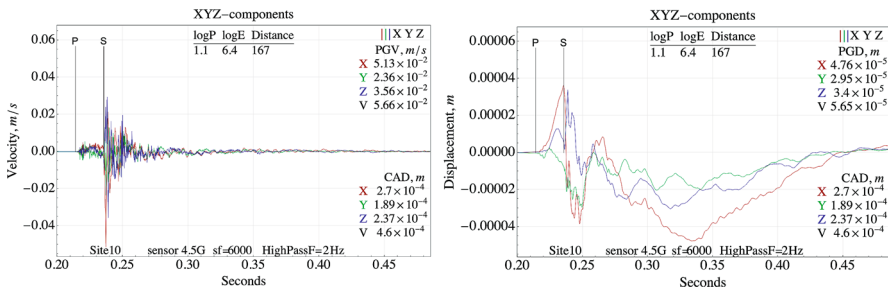 XYZ-components
0.06
0.04
0.02
0.00
-0.02
-0.04
Velocity, m/s
P
S
logP logE Distance
1.1 6.4 167
X Y Z
PGV, m/s
X 5.13×10⁻²
Y 2.36×10⁻²
Z 3.56×10⁻²
V 5.66×10⁻²
CAD, m
X 2.7×10⁻⁴
Y 1.89×10⁻⁴
Z 2.37×10⁻⁴
V 4.6×10⁻⁴
Site10 sensor 4.5G sf=6000 HighPassF=2Hz
0.20 0.25 0.30 0.35 0.40 0.45
Seconds
XYZ-components
0.00006
0.00004
0.00002
0.00000
-0.00002
-0.00004
Displacement, m
P
S
logP logE Distance
1.1 6.4 167
X Y Z
PGD, m
X 4.76×10⁻⁵
Y 2.95×10⁻⁵
Z 3.4×10⁻⁵
V 5.65×10⁻⁵
CAD, m
X 2.7×10⁻⁴
Y 1.89×10⁻⁴
Z 2.37×10⁻⁴
V 4.6×10⁻⁴
Site10 sensor 4.5G sf=6000 HighPassF=2Hz
0.20 0.25 0.30 0.35 0.40 0.45
Seconds